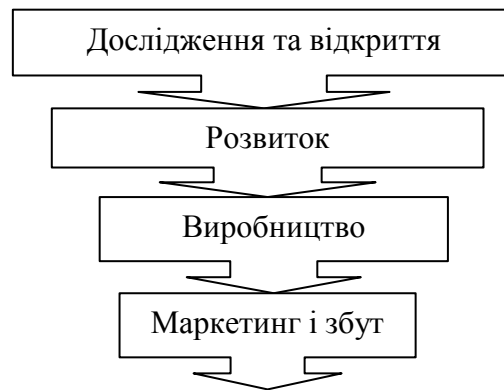 Дослідження та відкриття
Розвиток
Виробництво
Маркетинг і збут